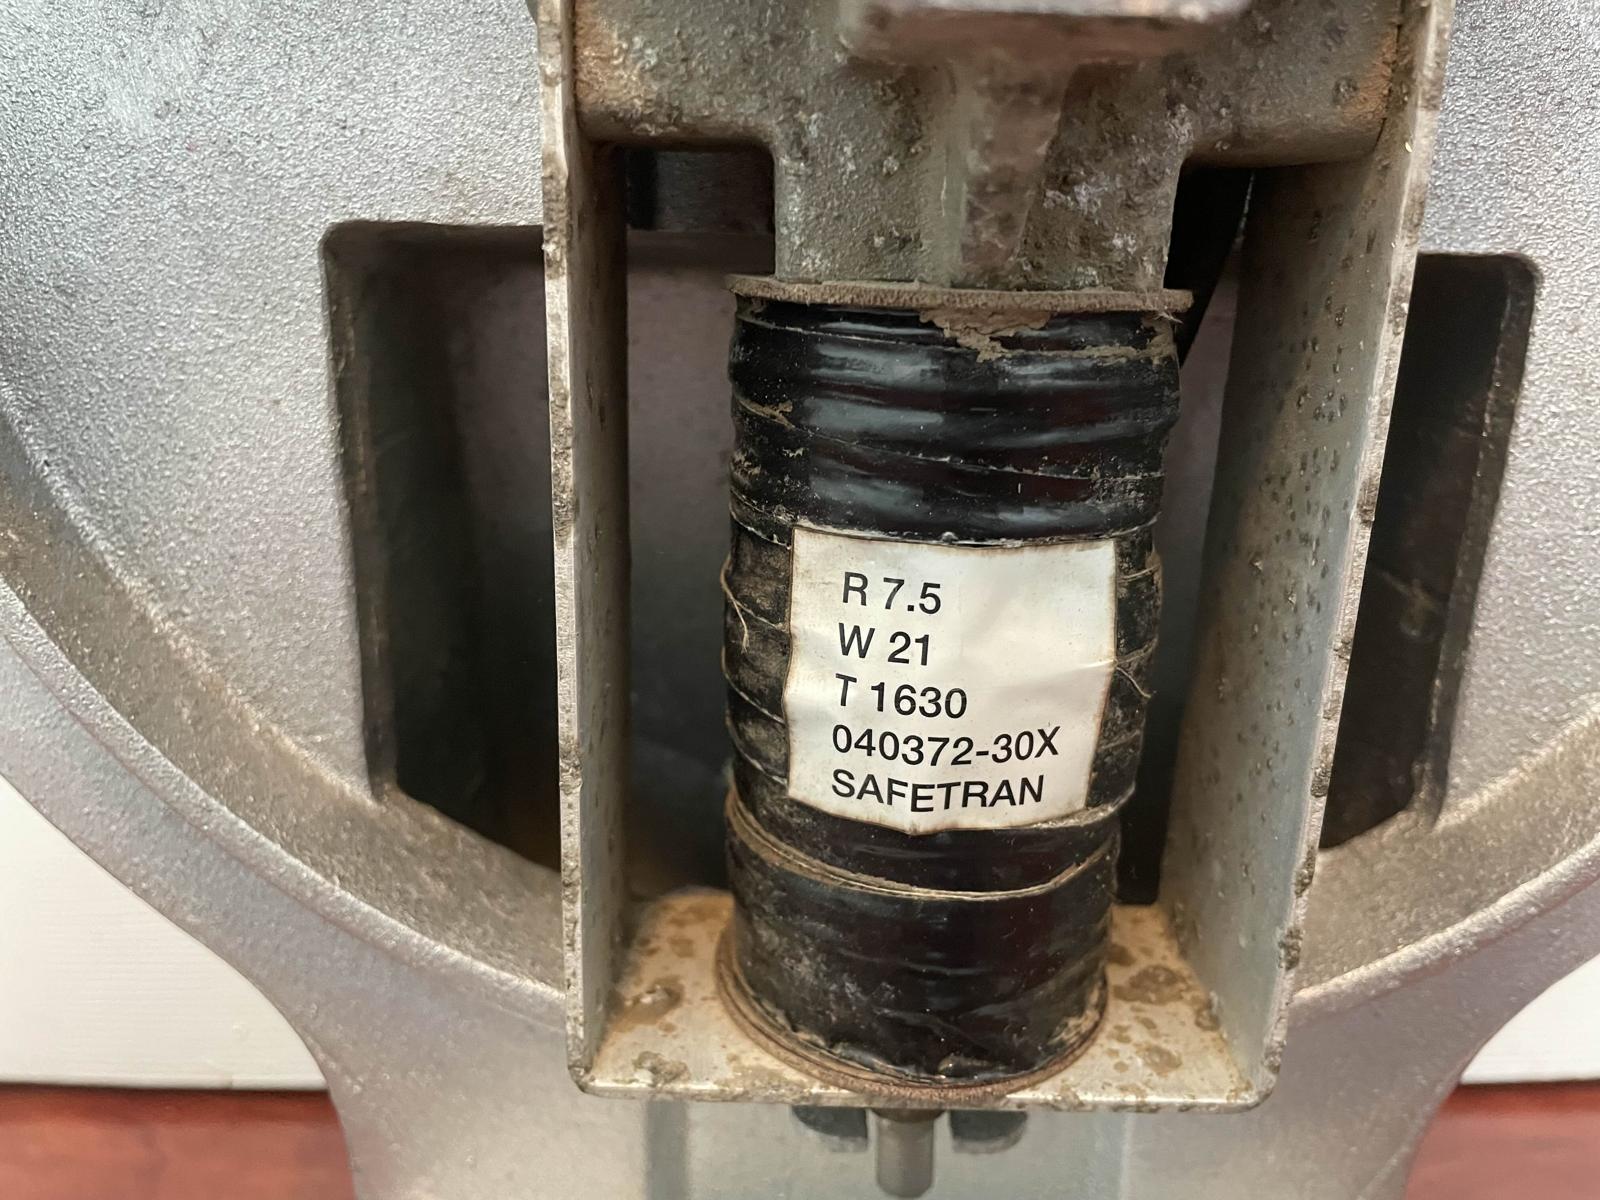 R 7.5
W 21
T 1630
040372-30X
SAFETRAN